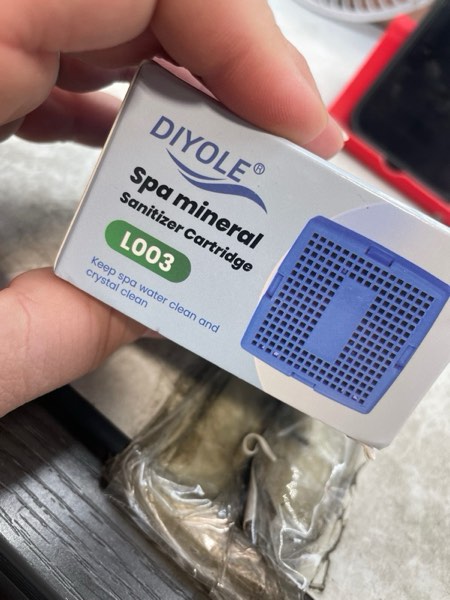 DIYOLE®
Spa mineral
Sanitizer Cartridge
L003
Keep spa water clean and
crystal clean